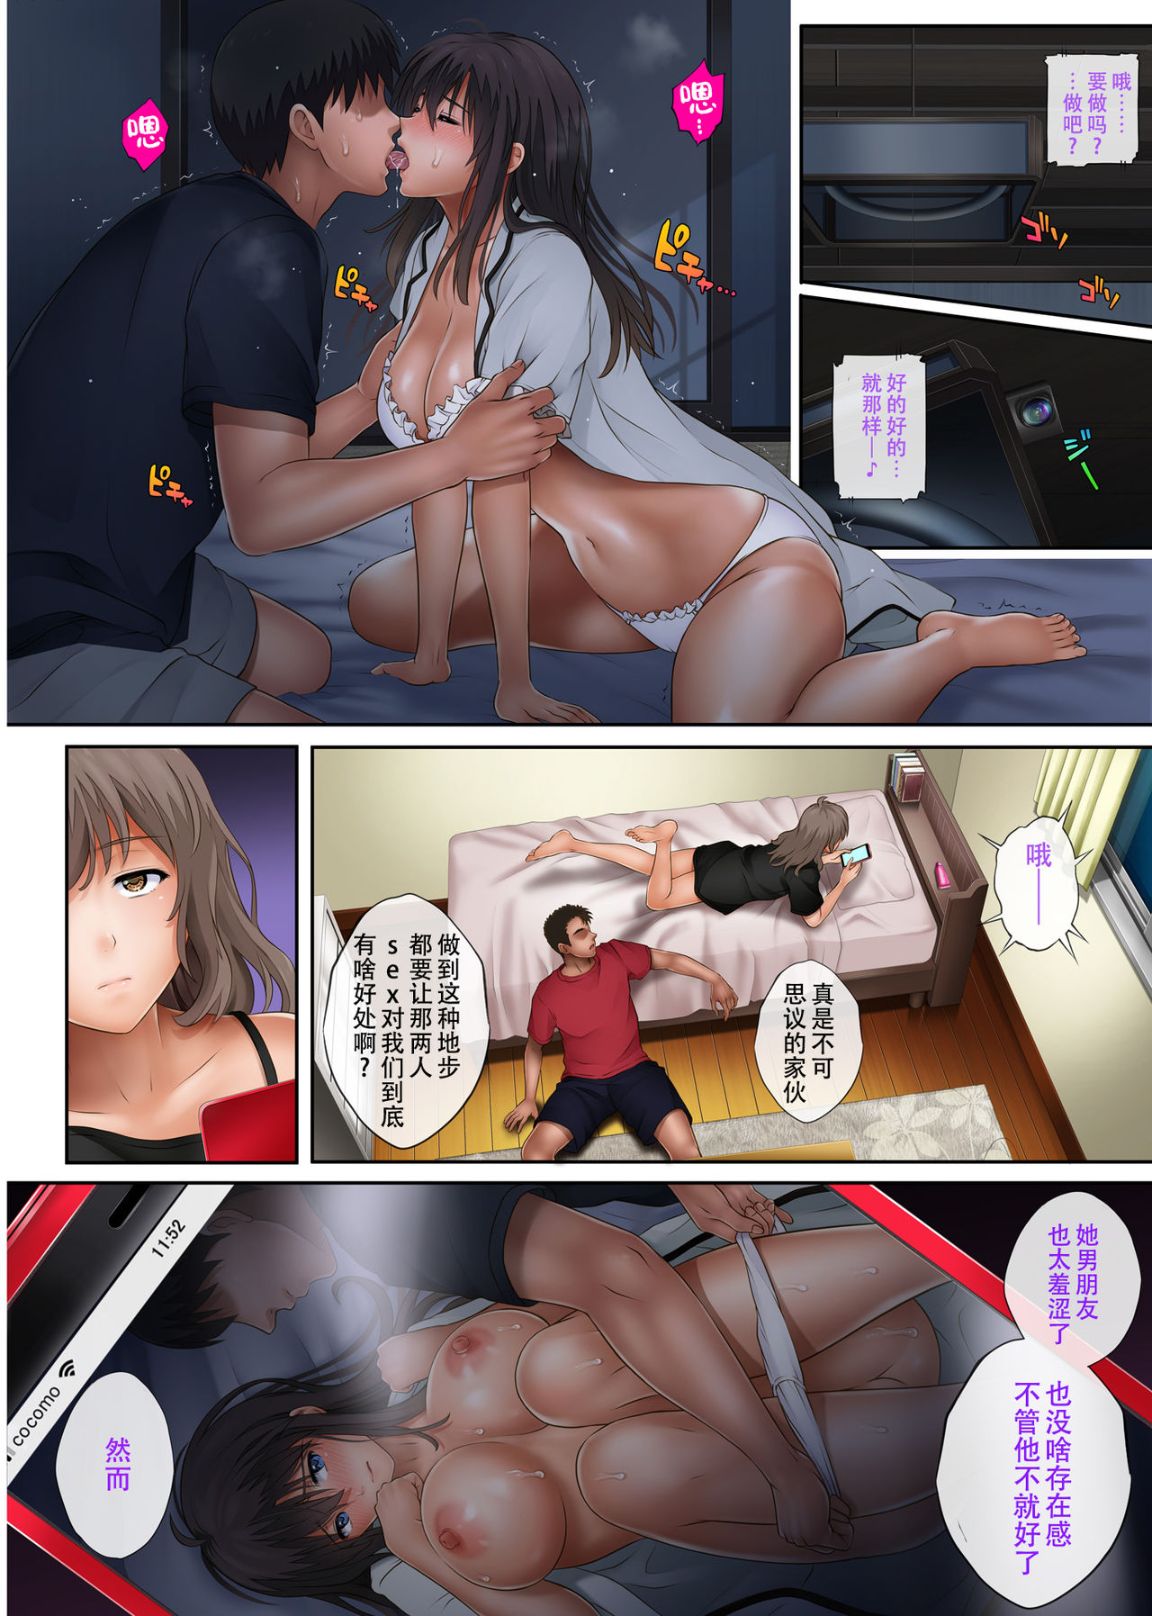 哦……
要做吗?
…做吧?
ゴソ
ゴソ
好的好的…
就那样—♪
ジー
嗯…
嗯
ピチャ…
ピチャ
ピチャ
哦——
真是不可
思议的家伙
做到这种地步
都要让那两人
sex对我们到底
有啥好处啊?
她男朋友
也太羞涩了
也没啥存在感
不管他不就好了
然而
11:52
cocomo